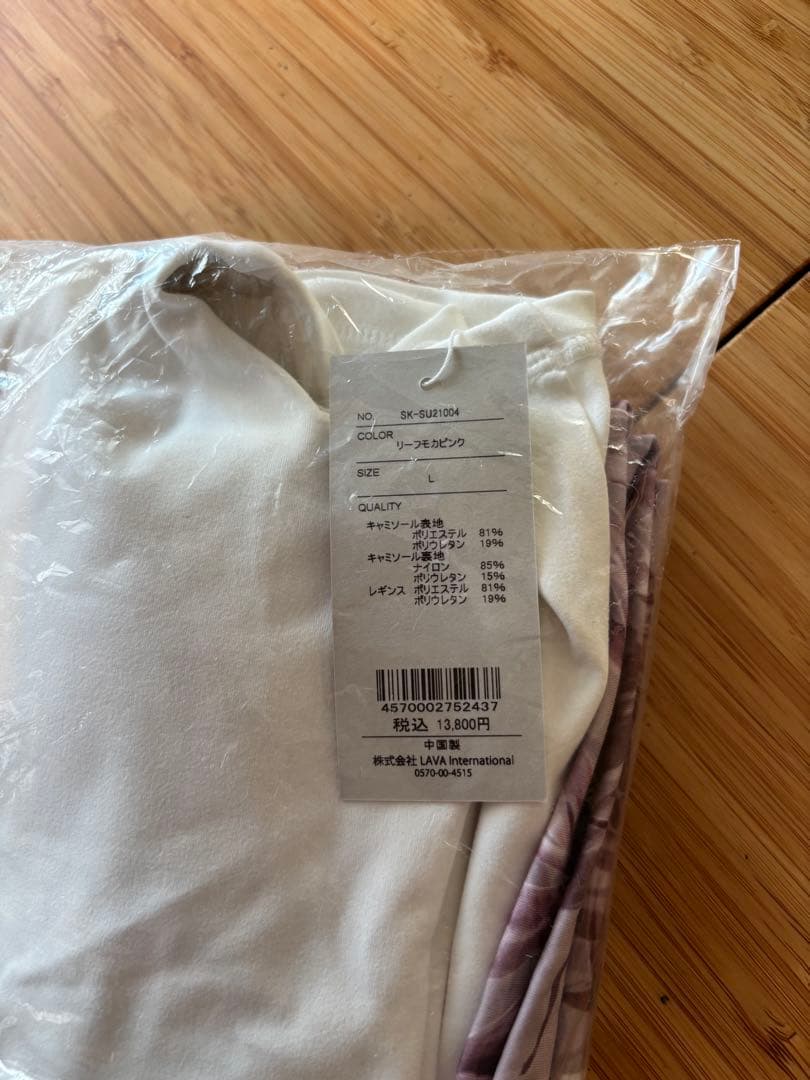 NO. SK-SU21004
COLOR
リーフモカピンク
SIZE
L
QUALITY
キャミソール表地
ポリエステル 81%
ポリウレタン 19%
キャミソール裏地
ナイロン 85%
ポリウレタン 15%
レギンス ポリエステル 81%
ポリウレタン 19%
4570002752437
税込 13,800円
中国製
株式会社 LAVA International
0570-00-4515